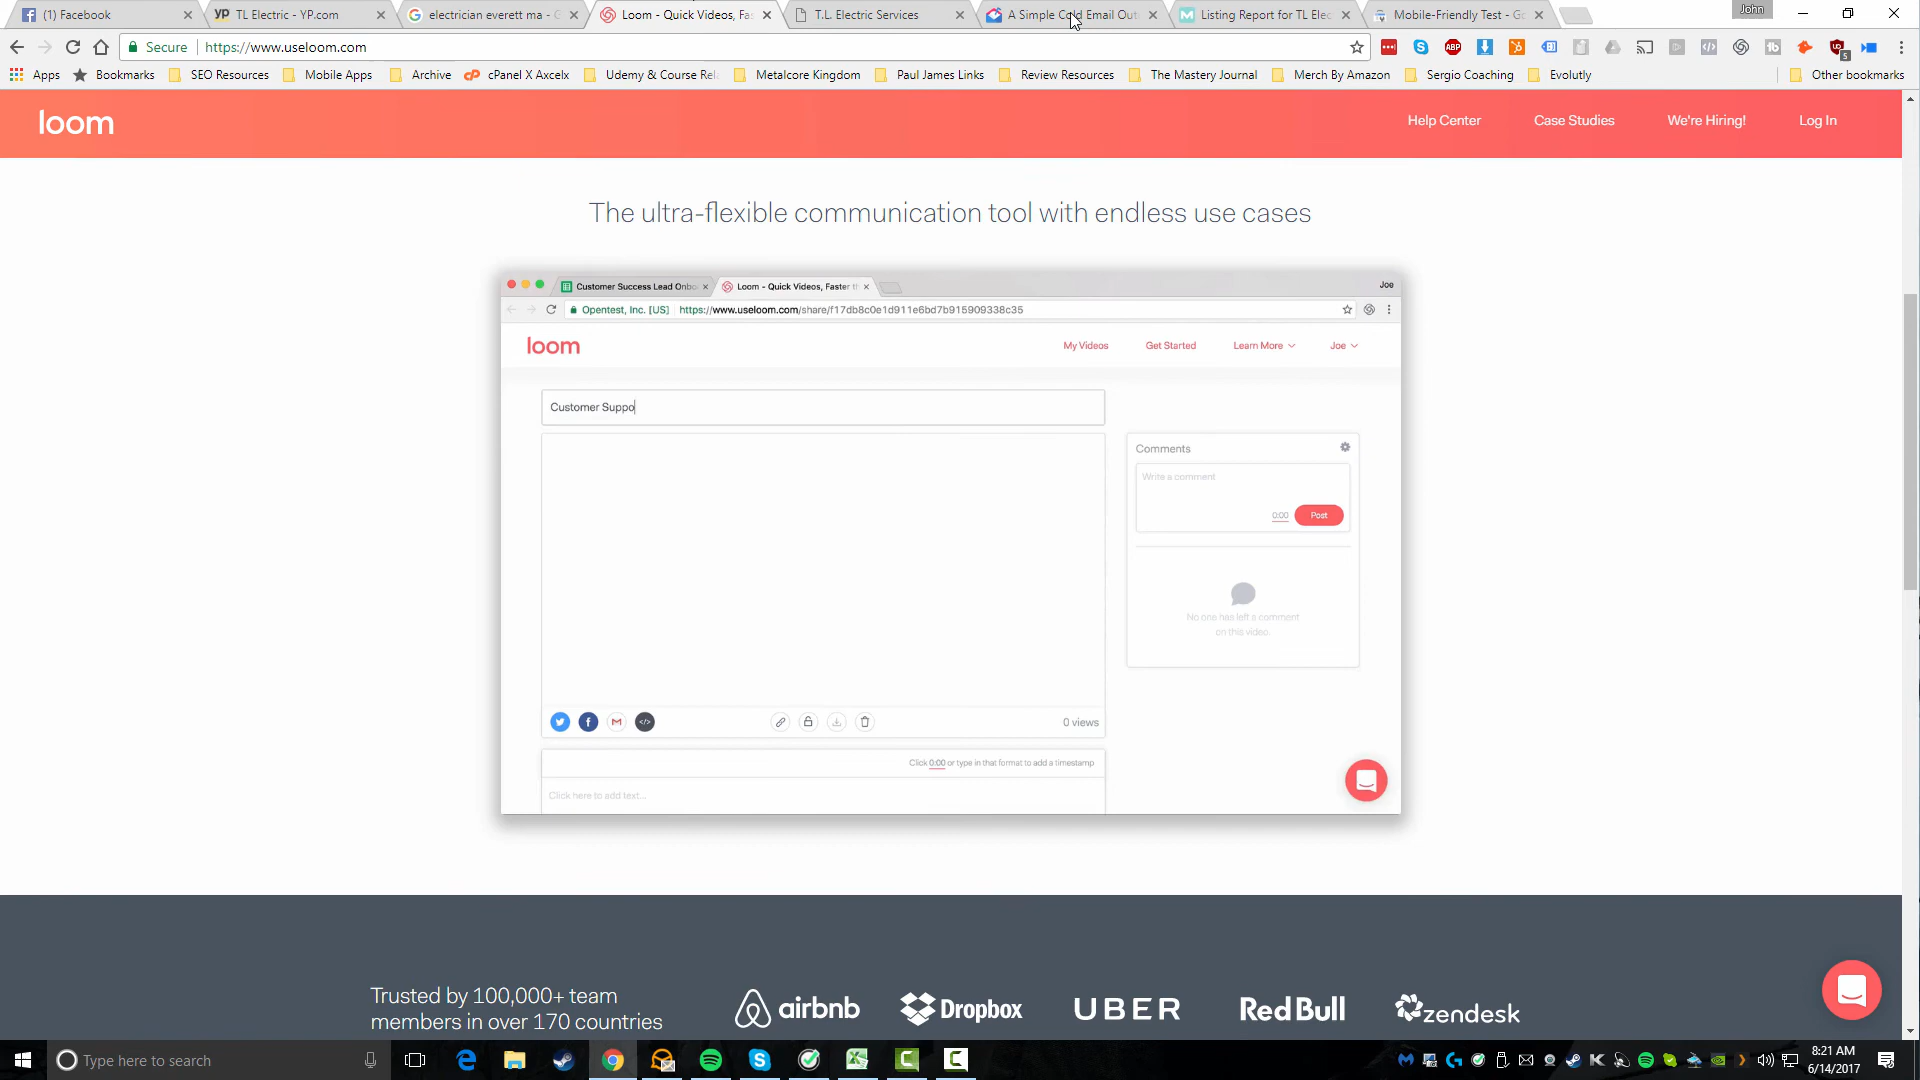 (1) Facebook
TL Electric - YP.com
electrician everett ma - G
Loom - Quick Videos, Fas
T.L. Electric Services
A Simple Cold Email Out
Listing Report for TL Elec
Mobile-Friendly Test - Go
John
Secure https://www.useloom.com
Apps Bookmarks SEO Resources Mobile Apps Archive cPanel X Axcelx Udemy & Course Rela Metalcore Kingdom Paul James Links Review Resources The Mastery Journal Merch By Amazon Sergio Coaching Evolutly Other bookmarks
loom
Help Center Case Studies We're Hiring! Log In
The ultra-flexible communication tool with endless use cases
Customer Success Lead Onbo
Loom - Quick Videos, Faster th
Joe
Opentest, Inc. [US] https://www.useloom.com/share/f17db8c0e1d911e6bd7b915909338c35
loom
My Videos Get Started Learn More Joe
Customer Suppo
Comments
Write a comment
0:00 Post
No one has left a comment
on this video.
0 views
Click 0:00 or type in that format to add a timestamp
Click here to add text...
Trusted by 100,000+ team
members in over 170 countries
airbnb Dropbox UBER Red Bull zendesk
Type here to search
8:21 AM
6/14/2017